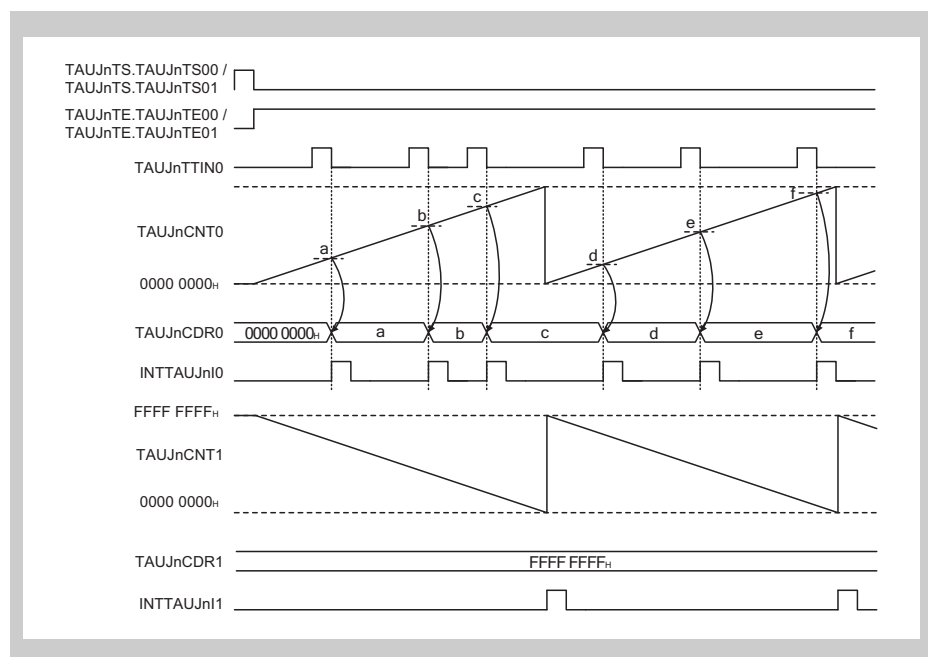 TAUJnTS.TAUJnTS00 /
TAUJnTS.TAUJnTS01
TAUJnTE.TAUJnTE00 /
TAUJnTE.TAUJnTE01
TAUJnTTIN0
TAUJnCNT0
a
b
c
d
e
f
0000 0000H
TAUJnCDR0
0000 0000H
a
b
c
d
e
f
INTTAUJnI0
FFFF FFFFH
TAUJnCNT1
0000 0000H
TAUJnCDR1
FFFF FFFFH
INTTAUJnI1